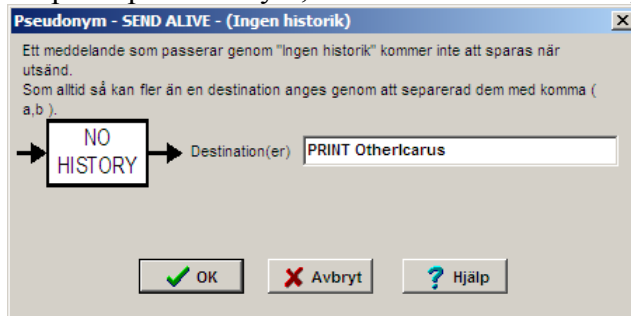 Pseudonym - SEND ALIVE - (Ingen historik)
Ett meddelande som passerar genom "Ingen historik" kommer inte att sparas när
utsänd.
Som alltid så kan fler än en destination anges genom att separerad dem med komma (
a,b ).
NO
HISTORY
Destination(er) PRINT OtherIcarus
OK Avbryt Hjälp